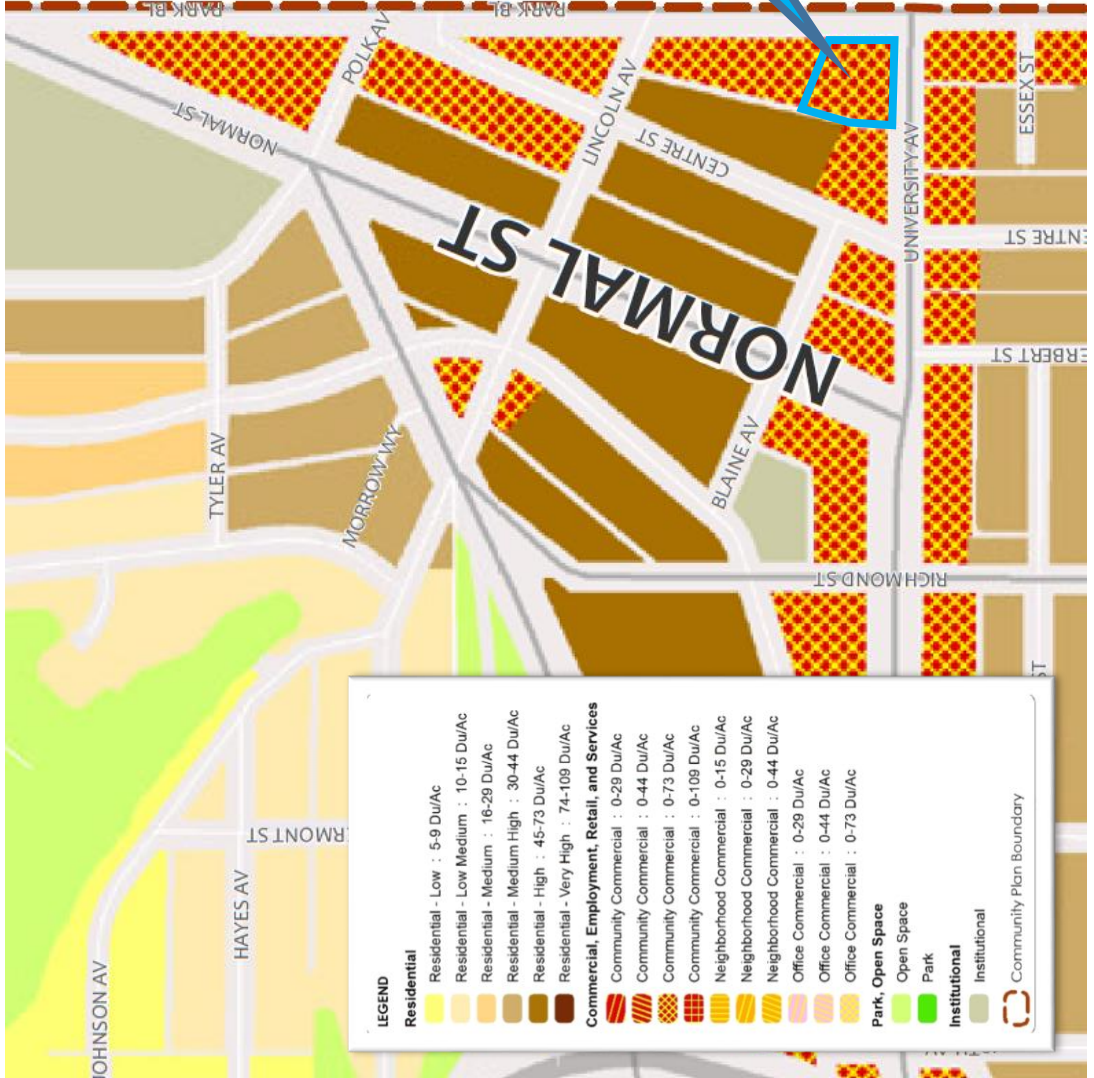 PARK BL
PARK BL
POLK AV
NORMAL ST
LINCOLN AV
CENTRE ST
UNIVERSITY AV
ESSEX ST
NORMAL ST
TYLER AV
MORROW WY
BLAINE AV
RICHMOND ST
HAYES AV
JOHNSON AV
LEGEND
Residential
Residential - Low : 5-9 Du/Ac
Residential - Low Medium : 10-15 Du/Ac
Residential - Medium : 16-29 Du/Ac
Residential - Medium High : 30-44 Du/Ac
Residential - High : 45-73 Du/Ac
Residential - Very High : 74-109 Du/Ac
Commercial, Employment, Retail, and Services
Community Commercial : 0-29 Du/Ac
Community Commercial : 0-44 Du/Ac
Community Commercial : 0-73 Du/Ac
Community Commercial : 0-109 Du/Ac
Neighborhood Commercial : 0-15 Du/Ac
Neighborhood Commercial : 0-29 Du/Ac
Neighborhood Commercial : 0-44 Du/Ac
Office Commercial : 0-29 Du/Ac
Office Commercial : 0-44 Du/Ac
Office Commercial : 0-73 Du/Ac
Park, Open Space
Open Space
Park
Institutional
Institutional
Community Plan Boundary